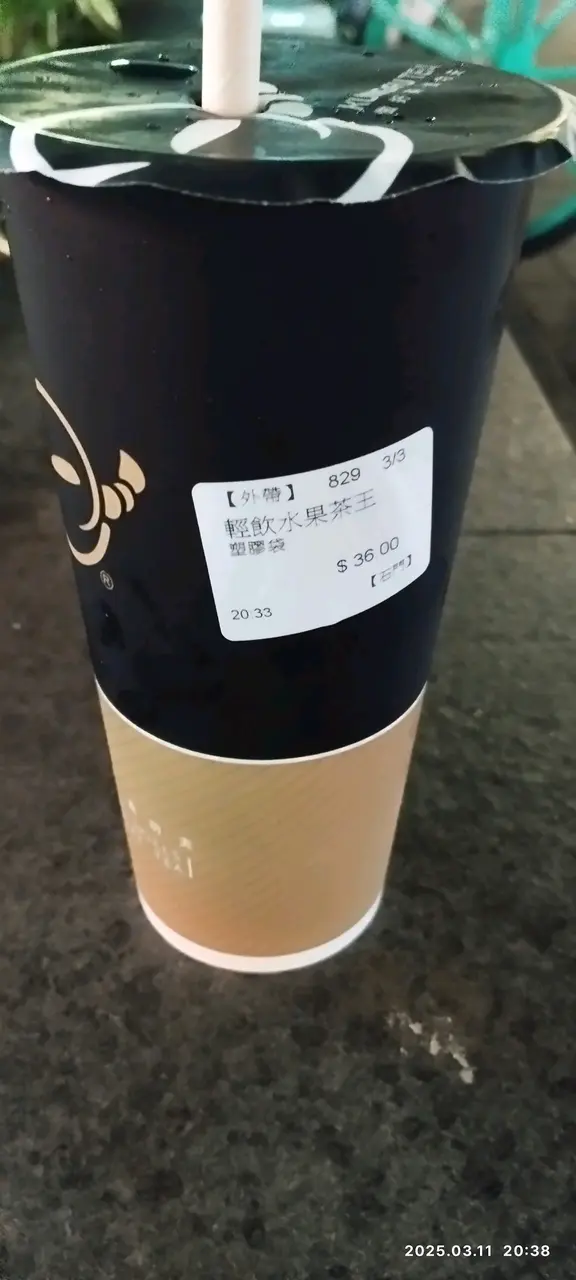 【外帶】 829 3/3
輕飲水果茶王
塑膠袋
$ 36.00
【石門】
20:33
®
2025.03.11 20:38